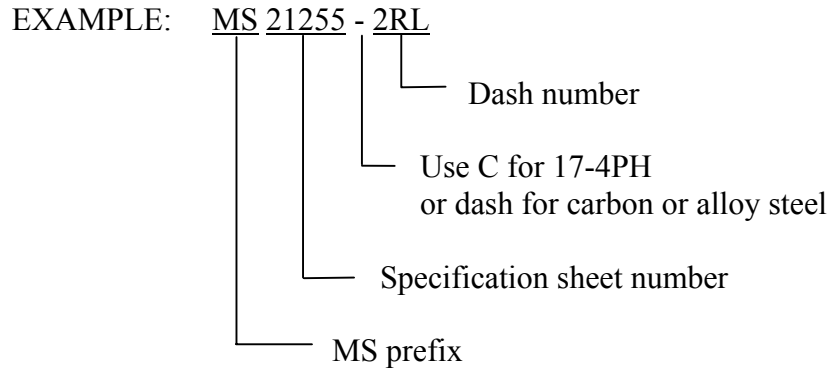 EXAMPLE: MS 21255 - 2RL
Dash number
Use C for 17-4PH
or dash for carbon or alloy steel
Specification sheet number
MS prefix